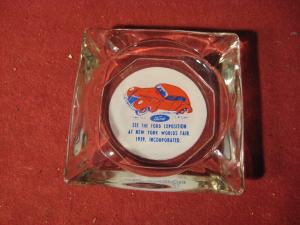 Ford
SEE THE FORD EXPOSITION
AT NEW YORK WORLDS FAIR
1939, INCORPORATED